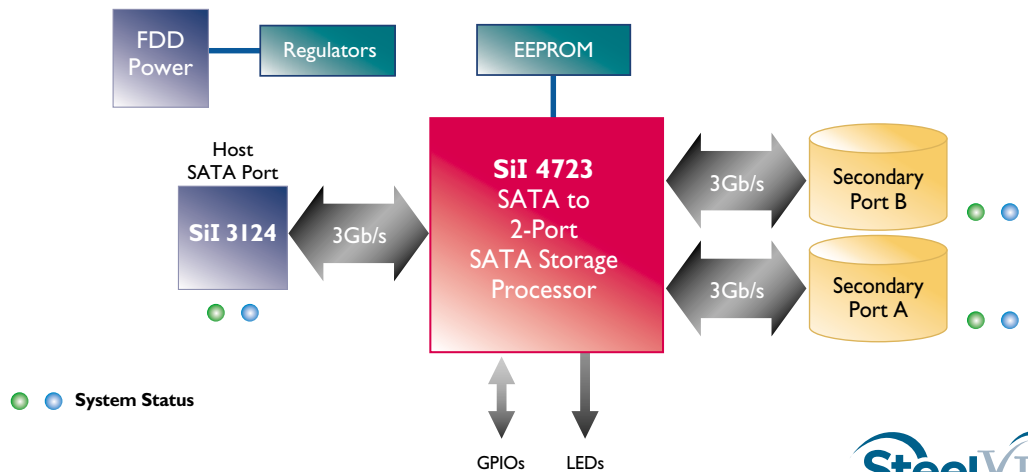 FDD
Power
Regulators
EEPROM
Host
SATA Port
SiI 3124
3Gb/s
SiI 4723
SATA to
2-Port
SATA Storage
Processor
3Gb/s
Secondary
Port B
3Gb/s
Secondary
Port A
System Status
GPIOs
LEDs
Steel